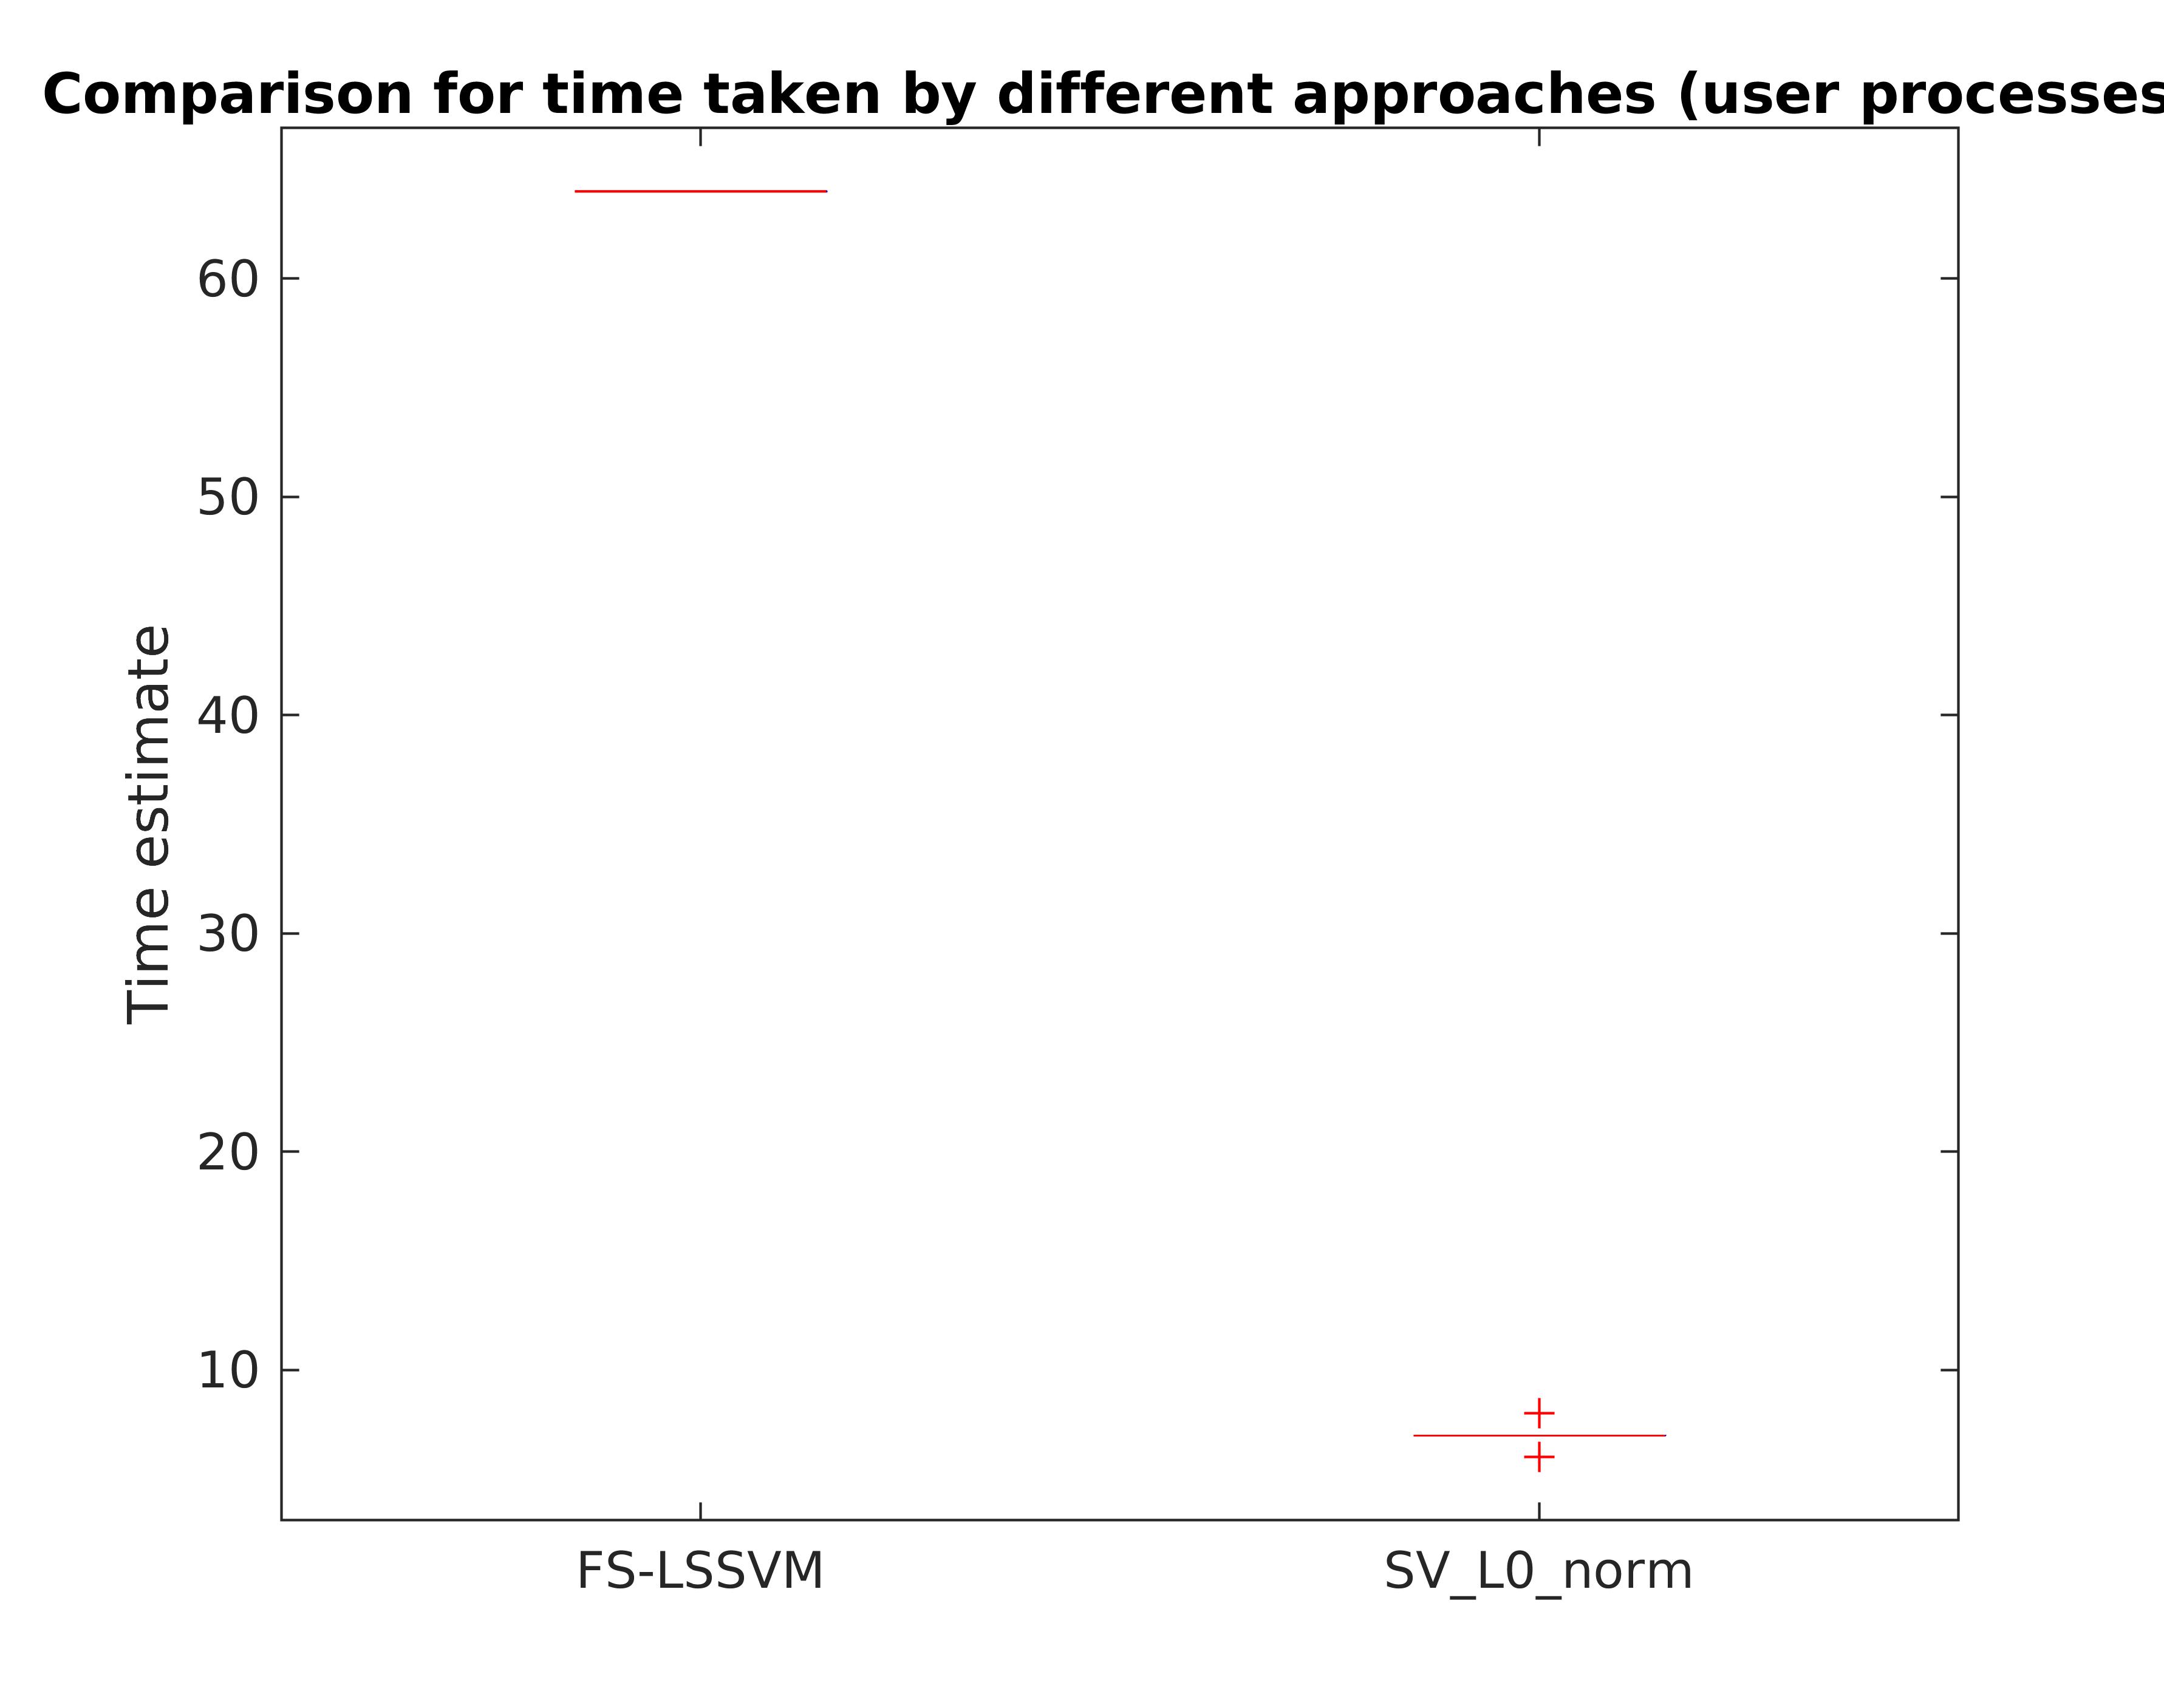 Comparison for time taken by different approaches (user processes
60
50
40
30
20
10
Time estimate
FS-LSSVM
SV_L0_norm